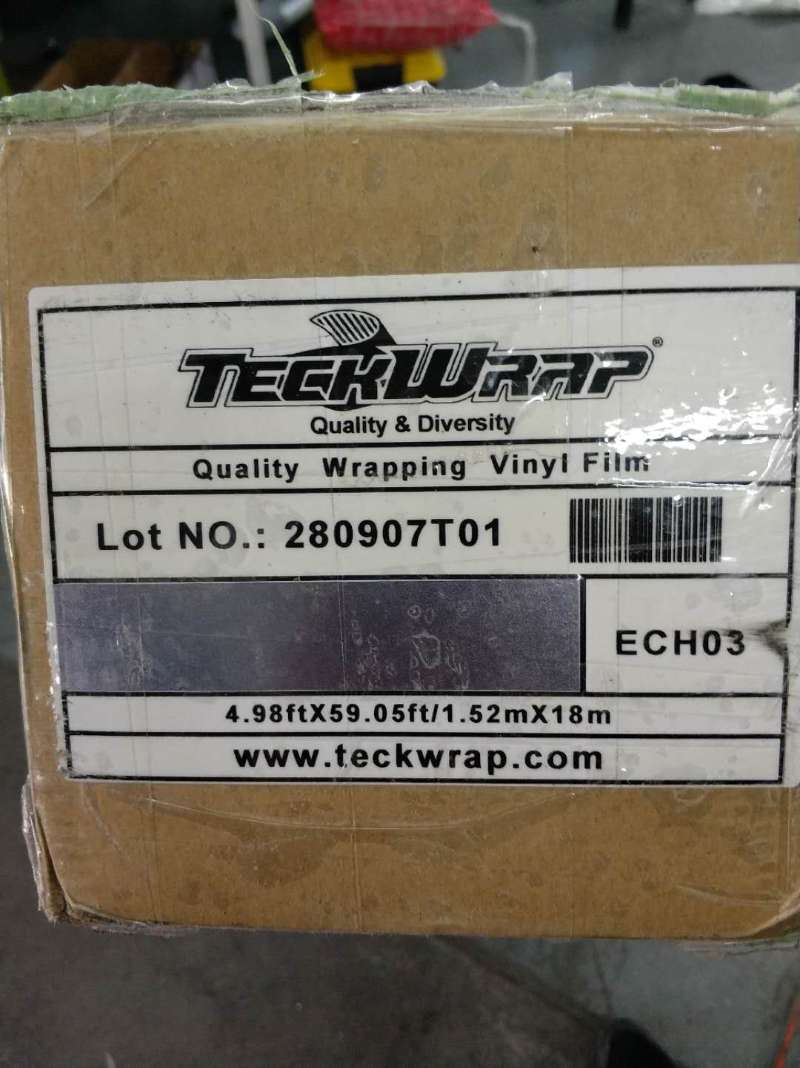 TECKWRAP®
Quality & Diversity
Quality Wrapping Vinyl Film
Lot NO.: 280907T01
ECH03
4.98ftX59.05ft/1.52mX18m
www.teckwrap.com